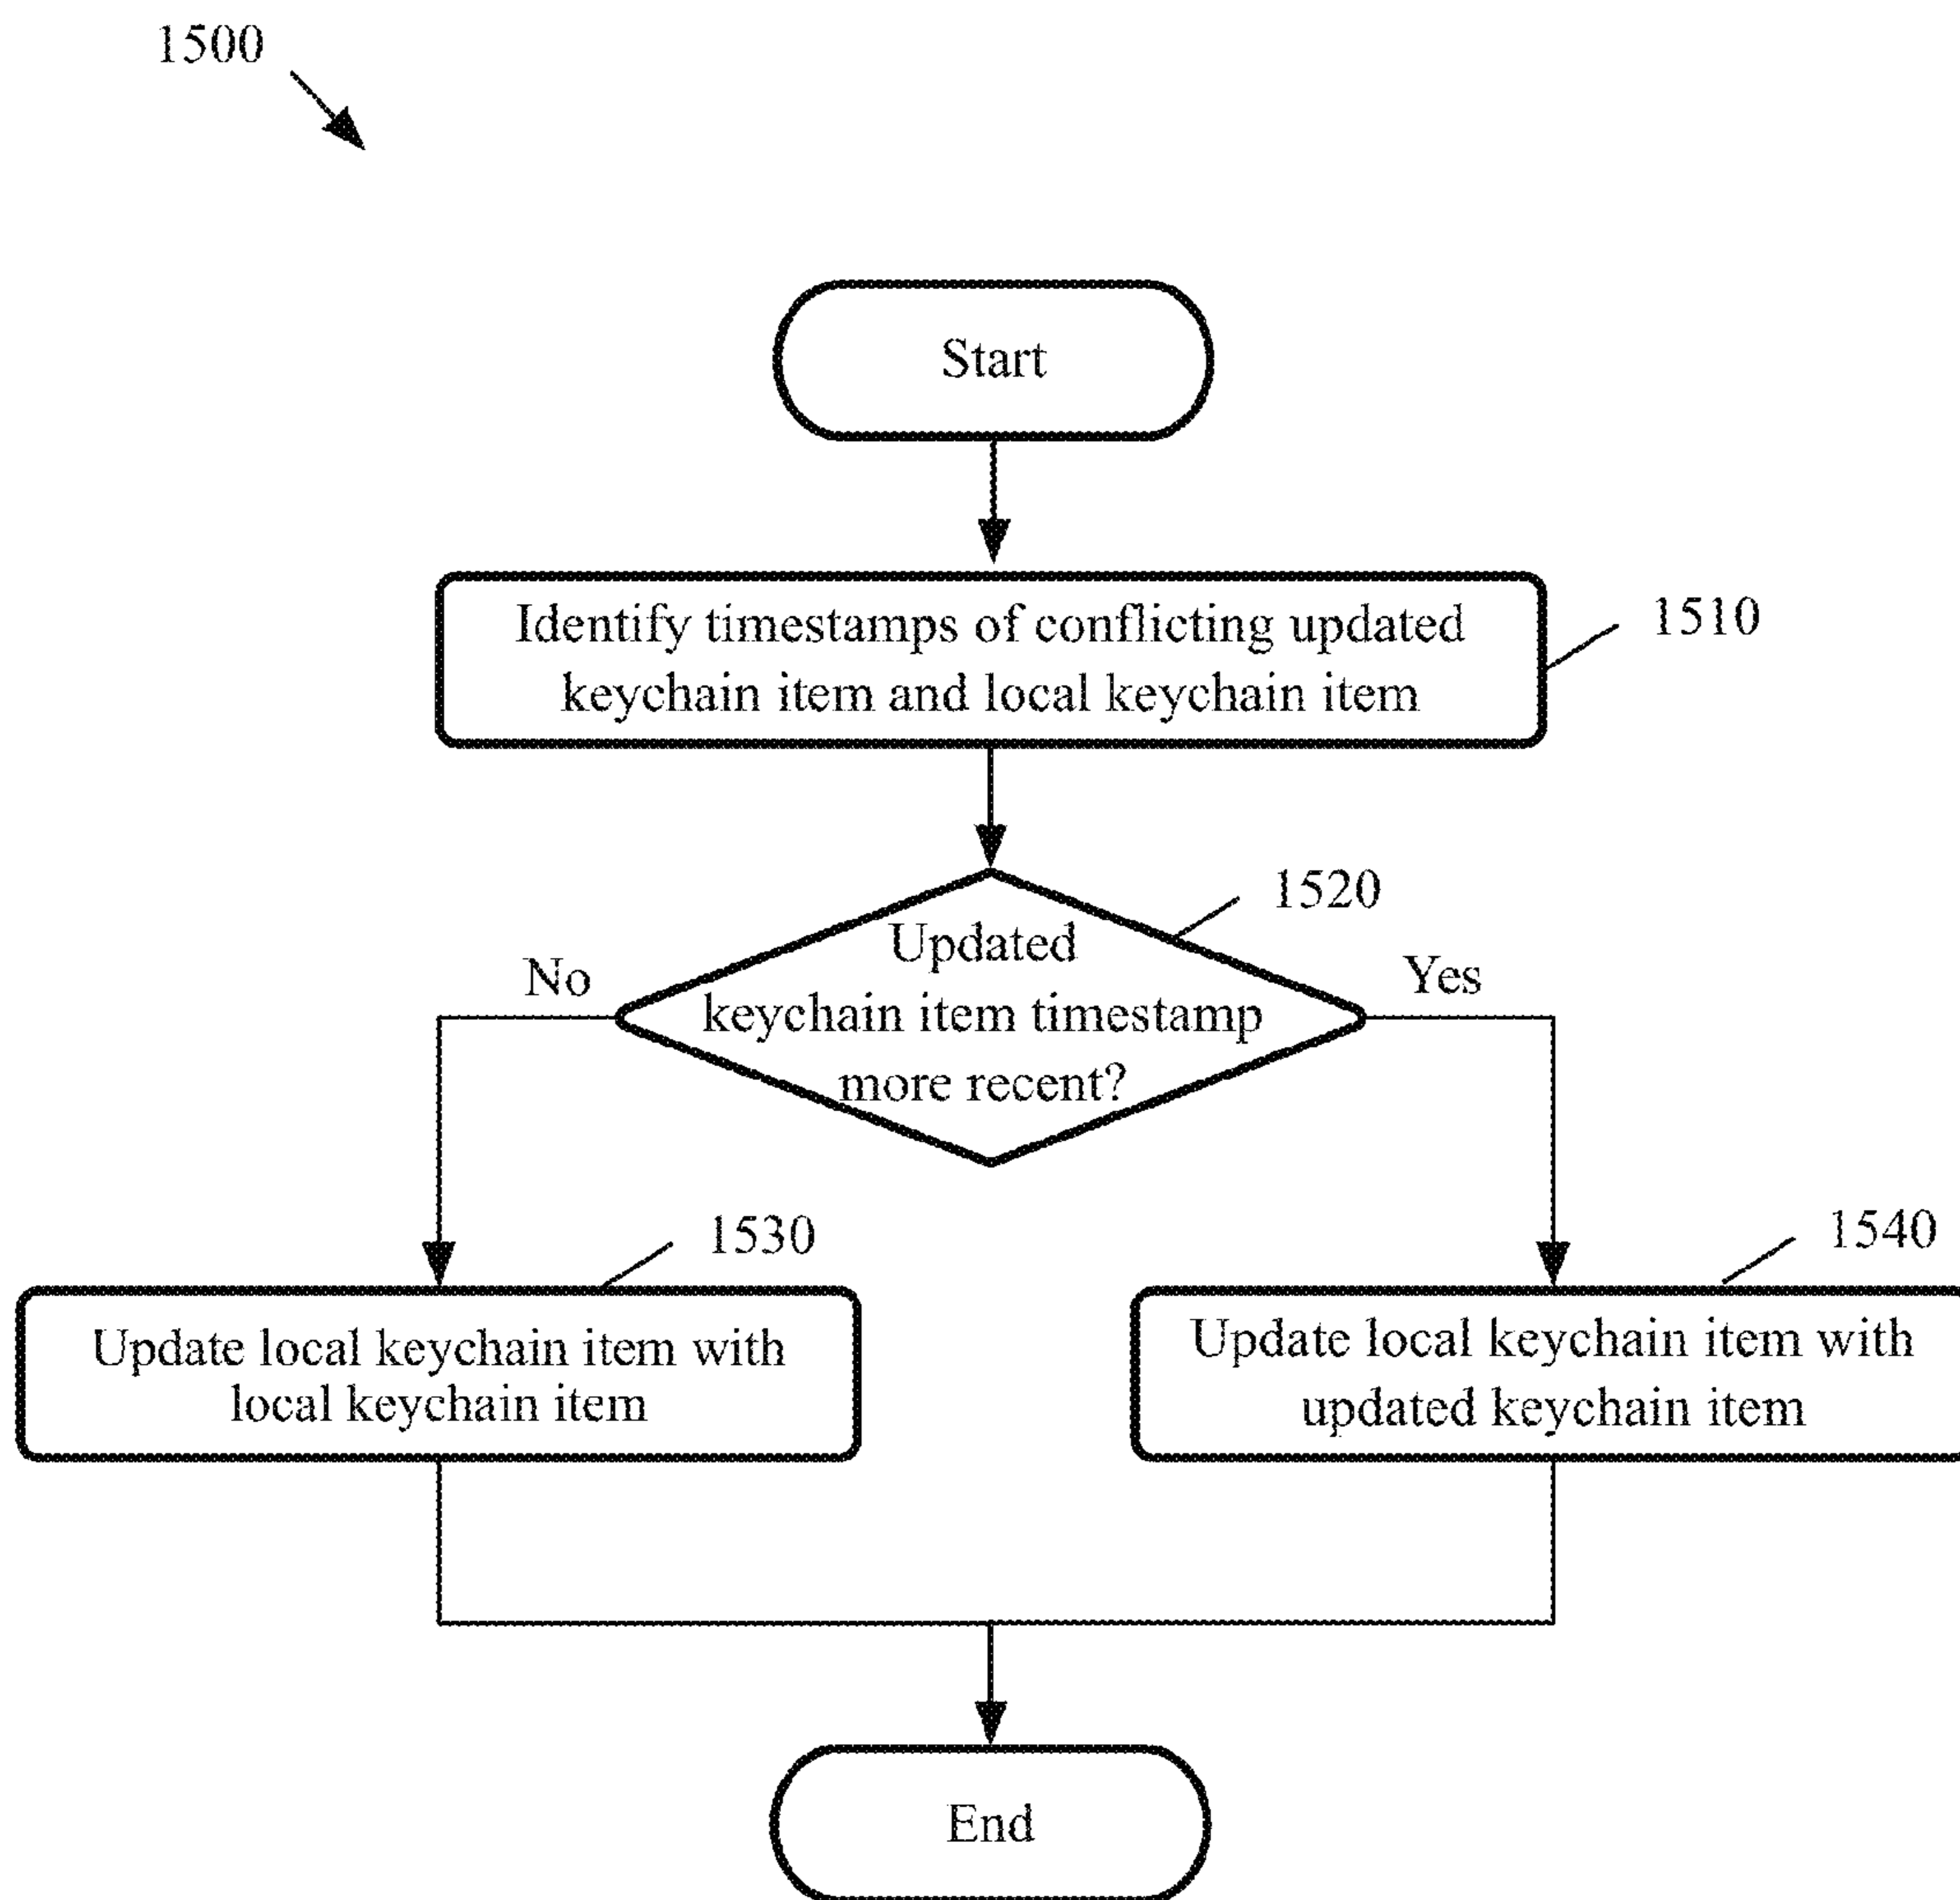 1500
Start
Identify timestamps of conflicting updated
keychain item and local keychain item
1510
1520
Updated
keychain item timestamp
more recent?
No
Yes
1530
Update local keychain item with
local keychain item
1540
Update local keychain item with
updated keychain item
End